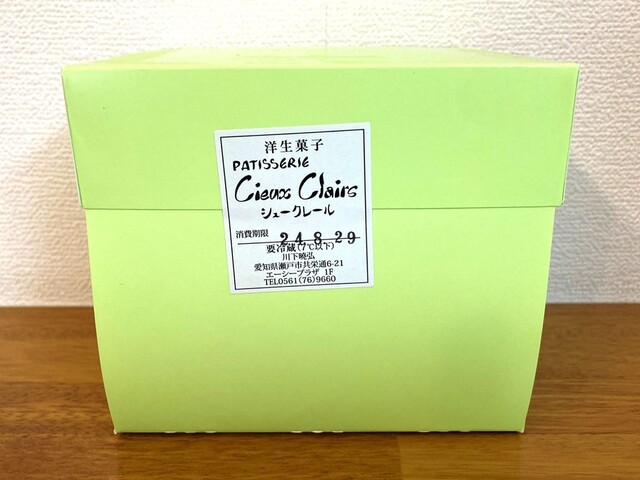 洋生菓子
PATISSERIE
Cieux Clairs
シュークレール
消費期限 24.8.29
要冷蔵(7℃以下)
川下暁弘
愛知県瀬戸市共栄通6-21
エーシープラザ 1F
TEL0561(76)9660